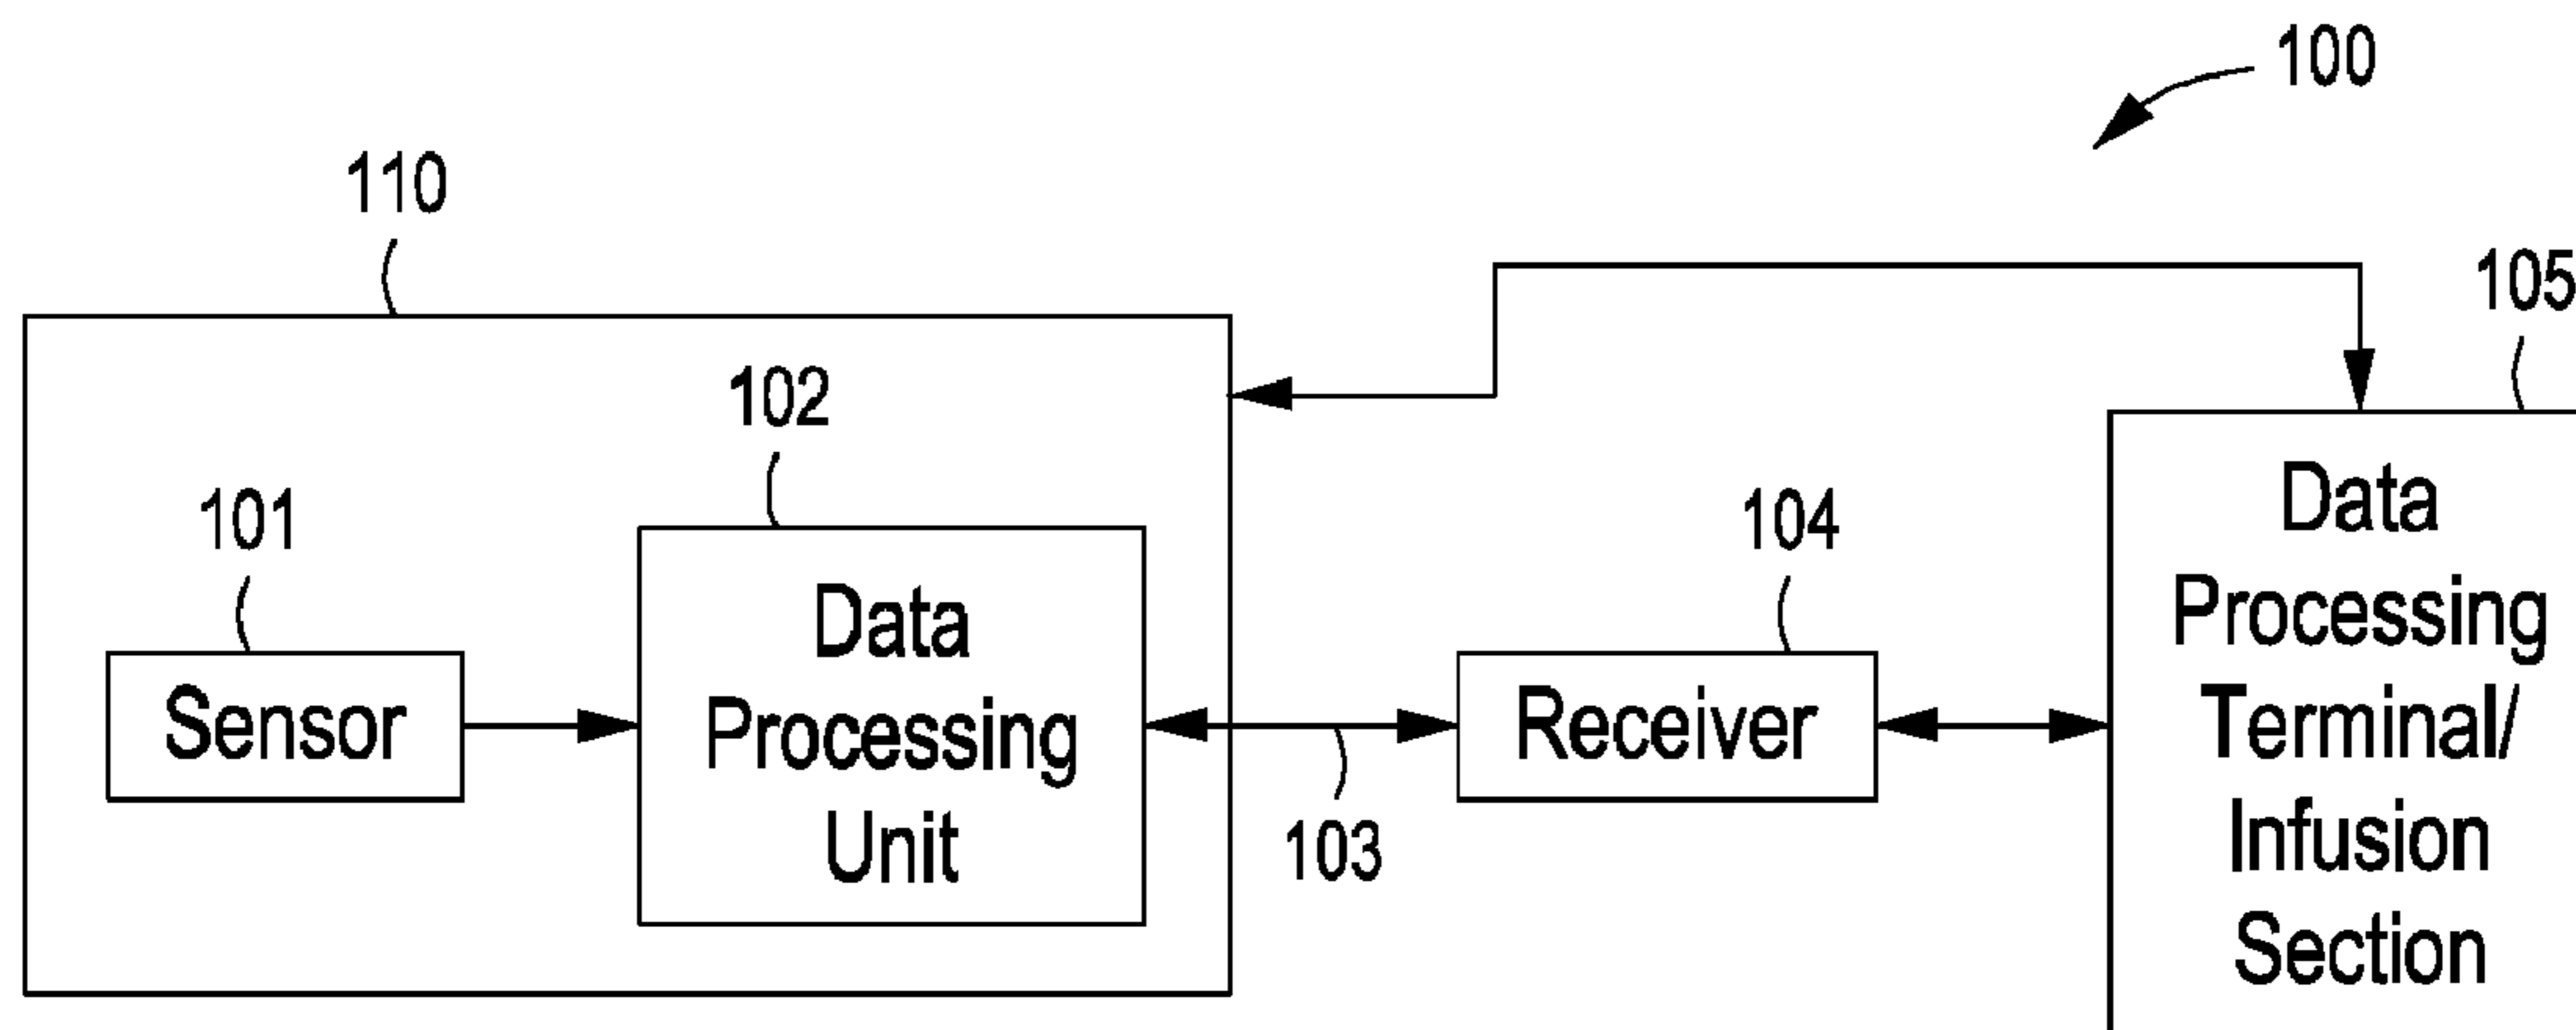 100
110
105
102
101
104
Data
Processing
Unit
Sensor
Receiver
103
Data
Processing
Terminal/
Infusion
Section